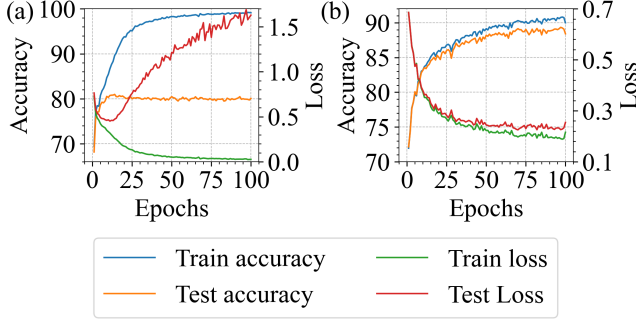 (a)
100
90
80
70
Accuracy
1.5
1.0
0.5
0.0
Loss
0 25 50 75 100
Epochs
(b)
90
85
80
75
70
Accuracy
0.7
0.5
0.3
0.1
Loss
0 25 50 75 100
Epochs
Train accuracy
Test accuracy
Train loss
Test Loss